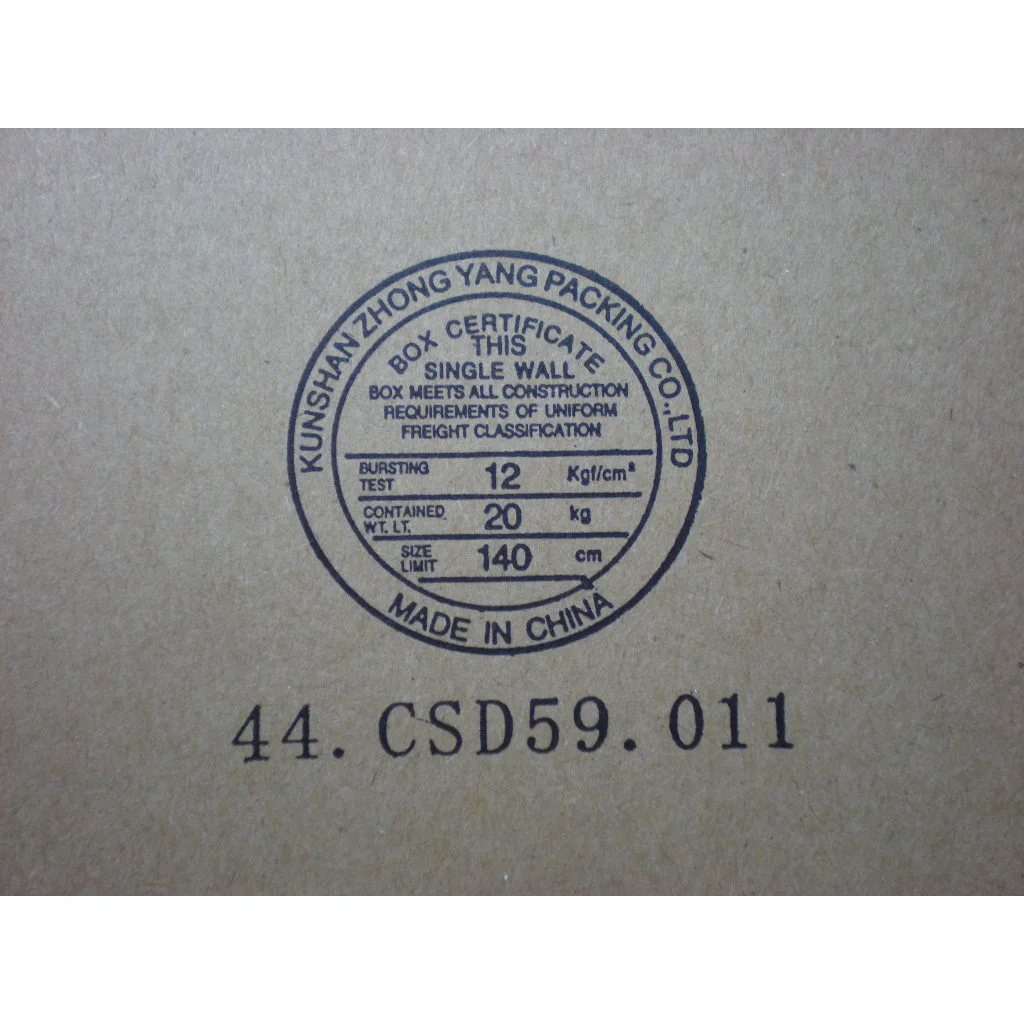 KUNSHAN ZHONG YANG PACKING CO.,LTD
BOX CERTIFICATE
THIS
SINGLE WALL
BOX MEETS ALL CONSTRUCTION
REQUIREMENTS OF UNIFORM
FREIGHT CLASSIFICATION
BURSTING TEST 12 Kgf/cm²
CONTAINED WT. LT. 20 kg
SIZE LIMIT 140 cm
MADE IN CHINA
44.CSD59.011